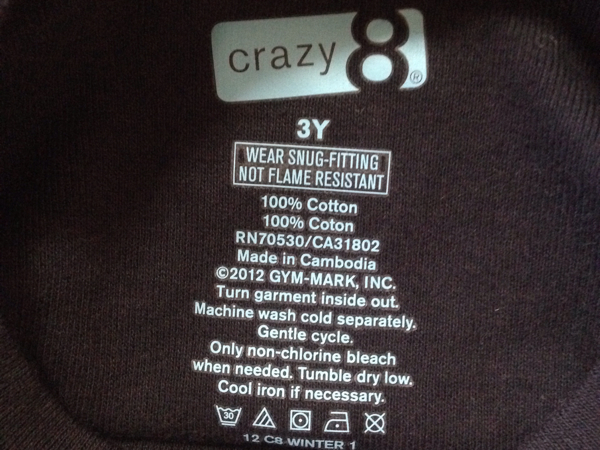 crazy 8®
3Y
WEAR SNUG-FITTING
NOT FLAME RESISTANT
100% Cotton
100% Coton
RN70530/CA31802
Made in Cambodia
©2012 GYM-MARK, INC.
Turn garment inside out.
Machine wash cold separately.
Gentle cycle.
Only non-chlorine bleach
when needed. Tumble dry low.
Cool iron if necessary.
30
12 C8 WINTER 1